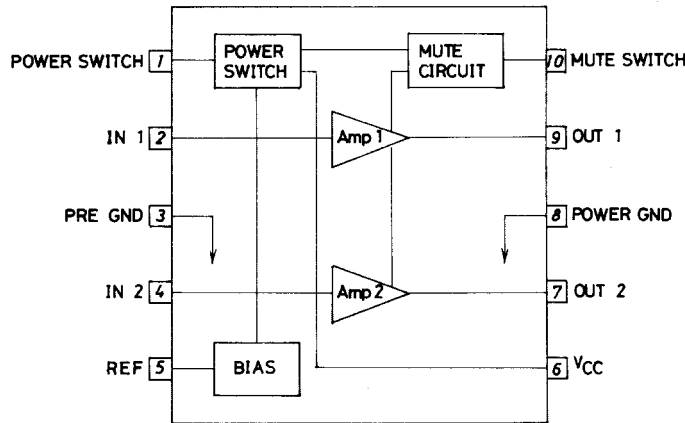 POWER SWITCH 1
POWER
SWITCH
MUTE
CIRCUIT
10 MUTE SWITCH
IN 1 2
Amp 1
9 OUT 1
PRE GND 3
8 POWER GND
IN 2 4
Amp 2
7 OUT 2
REF 5
BIAS
6 VCC